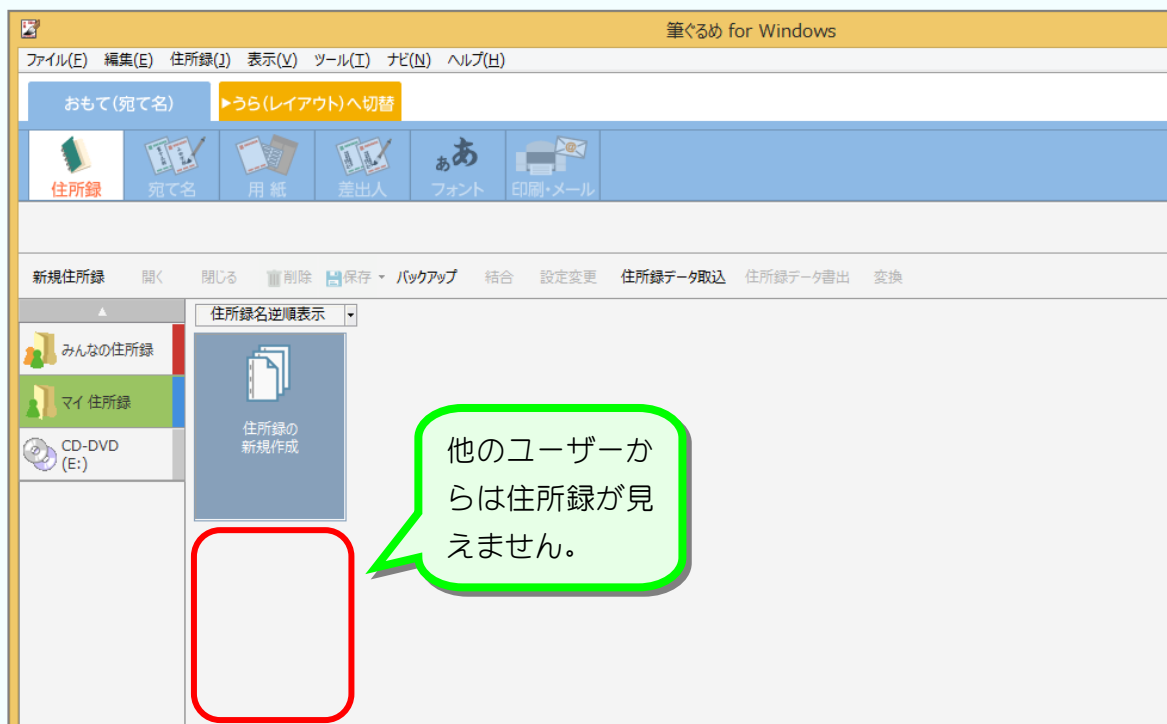 筆ぐるめ for Windows
ファイル(F) 編集(E) 住所録(J) 表示(V) ツール(T) ナビ(N) ヘルプ(H)
おもて(宛て名) ▶うら(レイアウト)へ切替
あぁ
住所録 宛て名 用紙 差出人 フォント 印刷・メール
新規住所録 開く 閉じる 削除 保存 バックアップ 結合 設定変更 住所録データ取込 住所録データ書出 変換
住所録名逆順表示
みんなの住所録
マイ 住所録
CD-DVD
(E:)
住所録の
新規作成
他のユーザーか
らは住所録が見
えません。